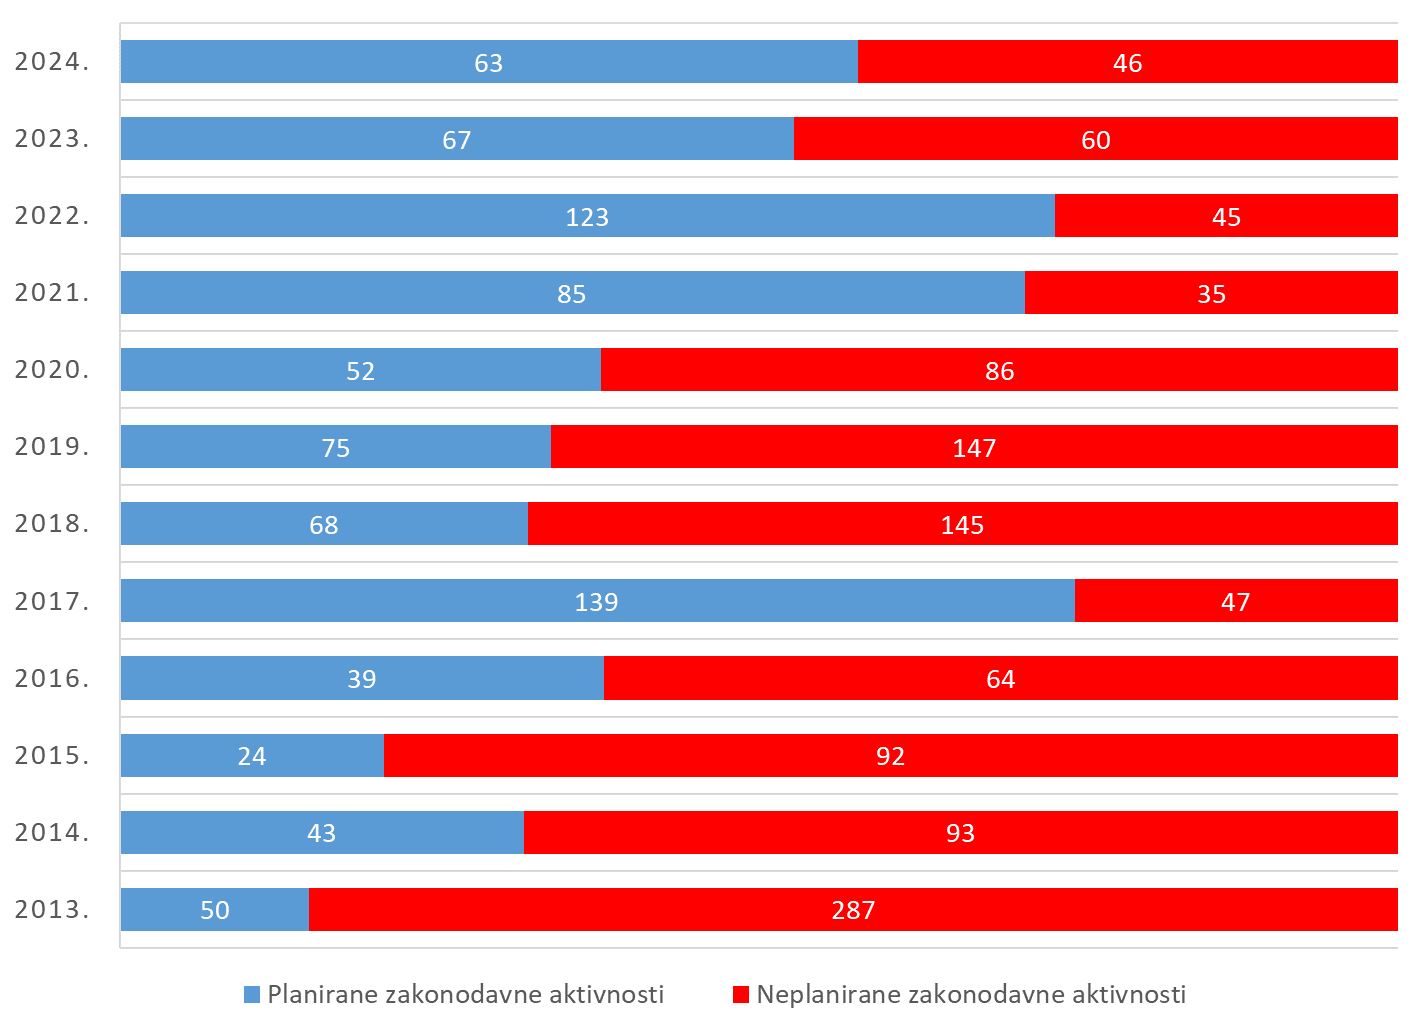 2024. 63 46
2023. 67 60
2022. 123 45
2021. 85 35
2020. 52 86
2019. 75 147
2018. 68 145
2017. 139 47
2016. 39 64
2015. 24 92
2014. 43 93
2013. 50 287
Planirane zakonodavne aktivnosti Neplanirane zakonodavne aktivnosti